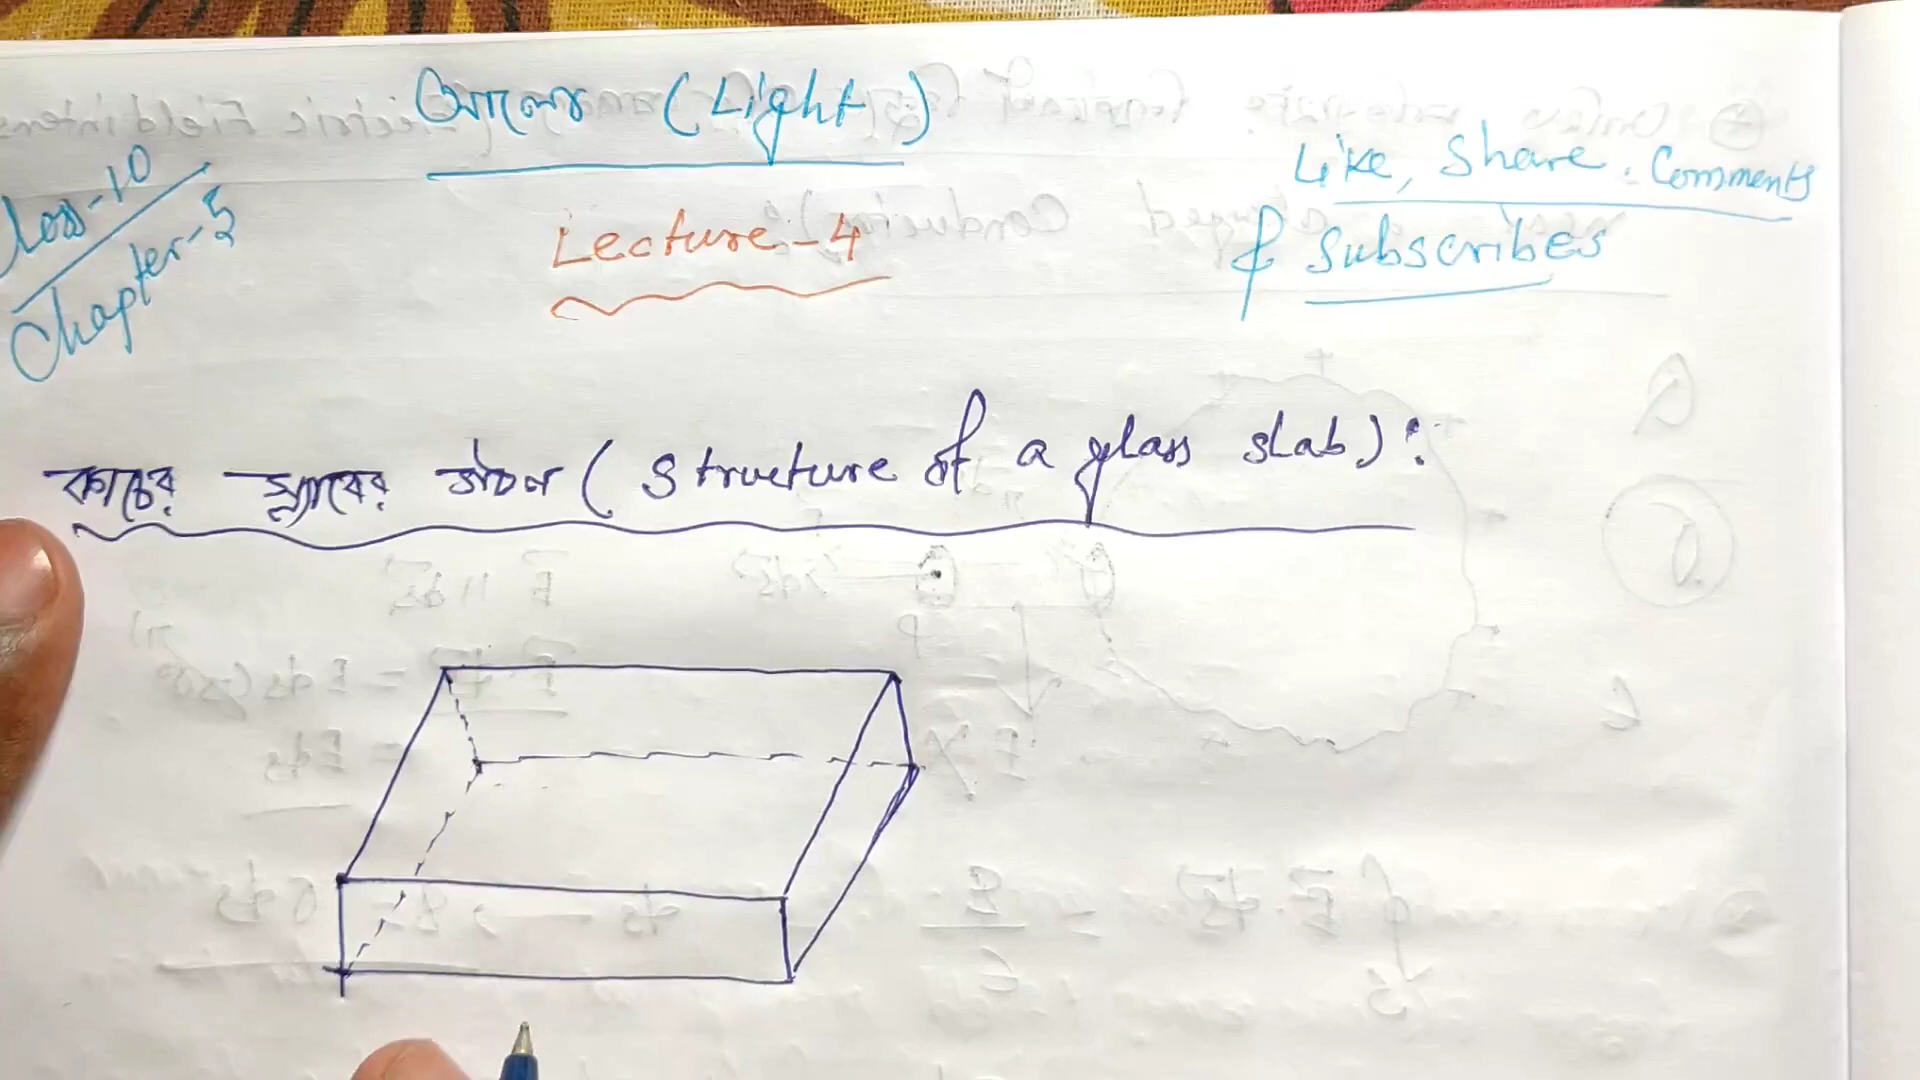 আলো (Light)
Class-10
Chapter-5
Lecture-4
Like, Share, Comments
& Subscribes
কাচের স্ল্যাবের গঠন (Structure of a glass slab):